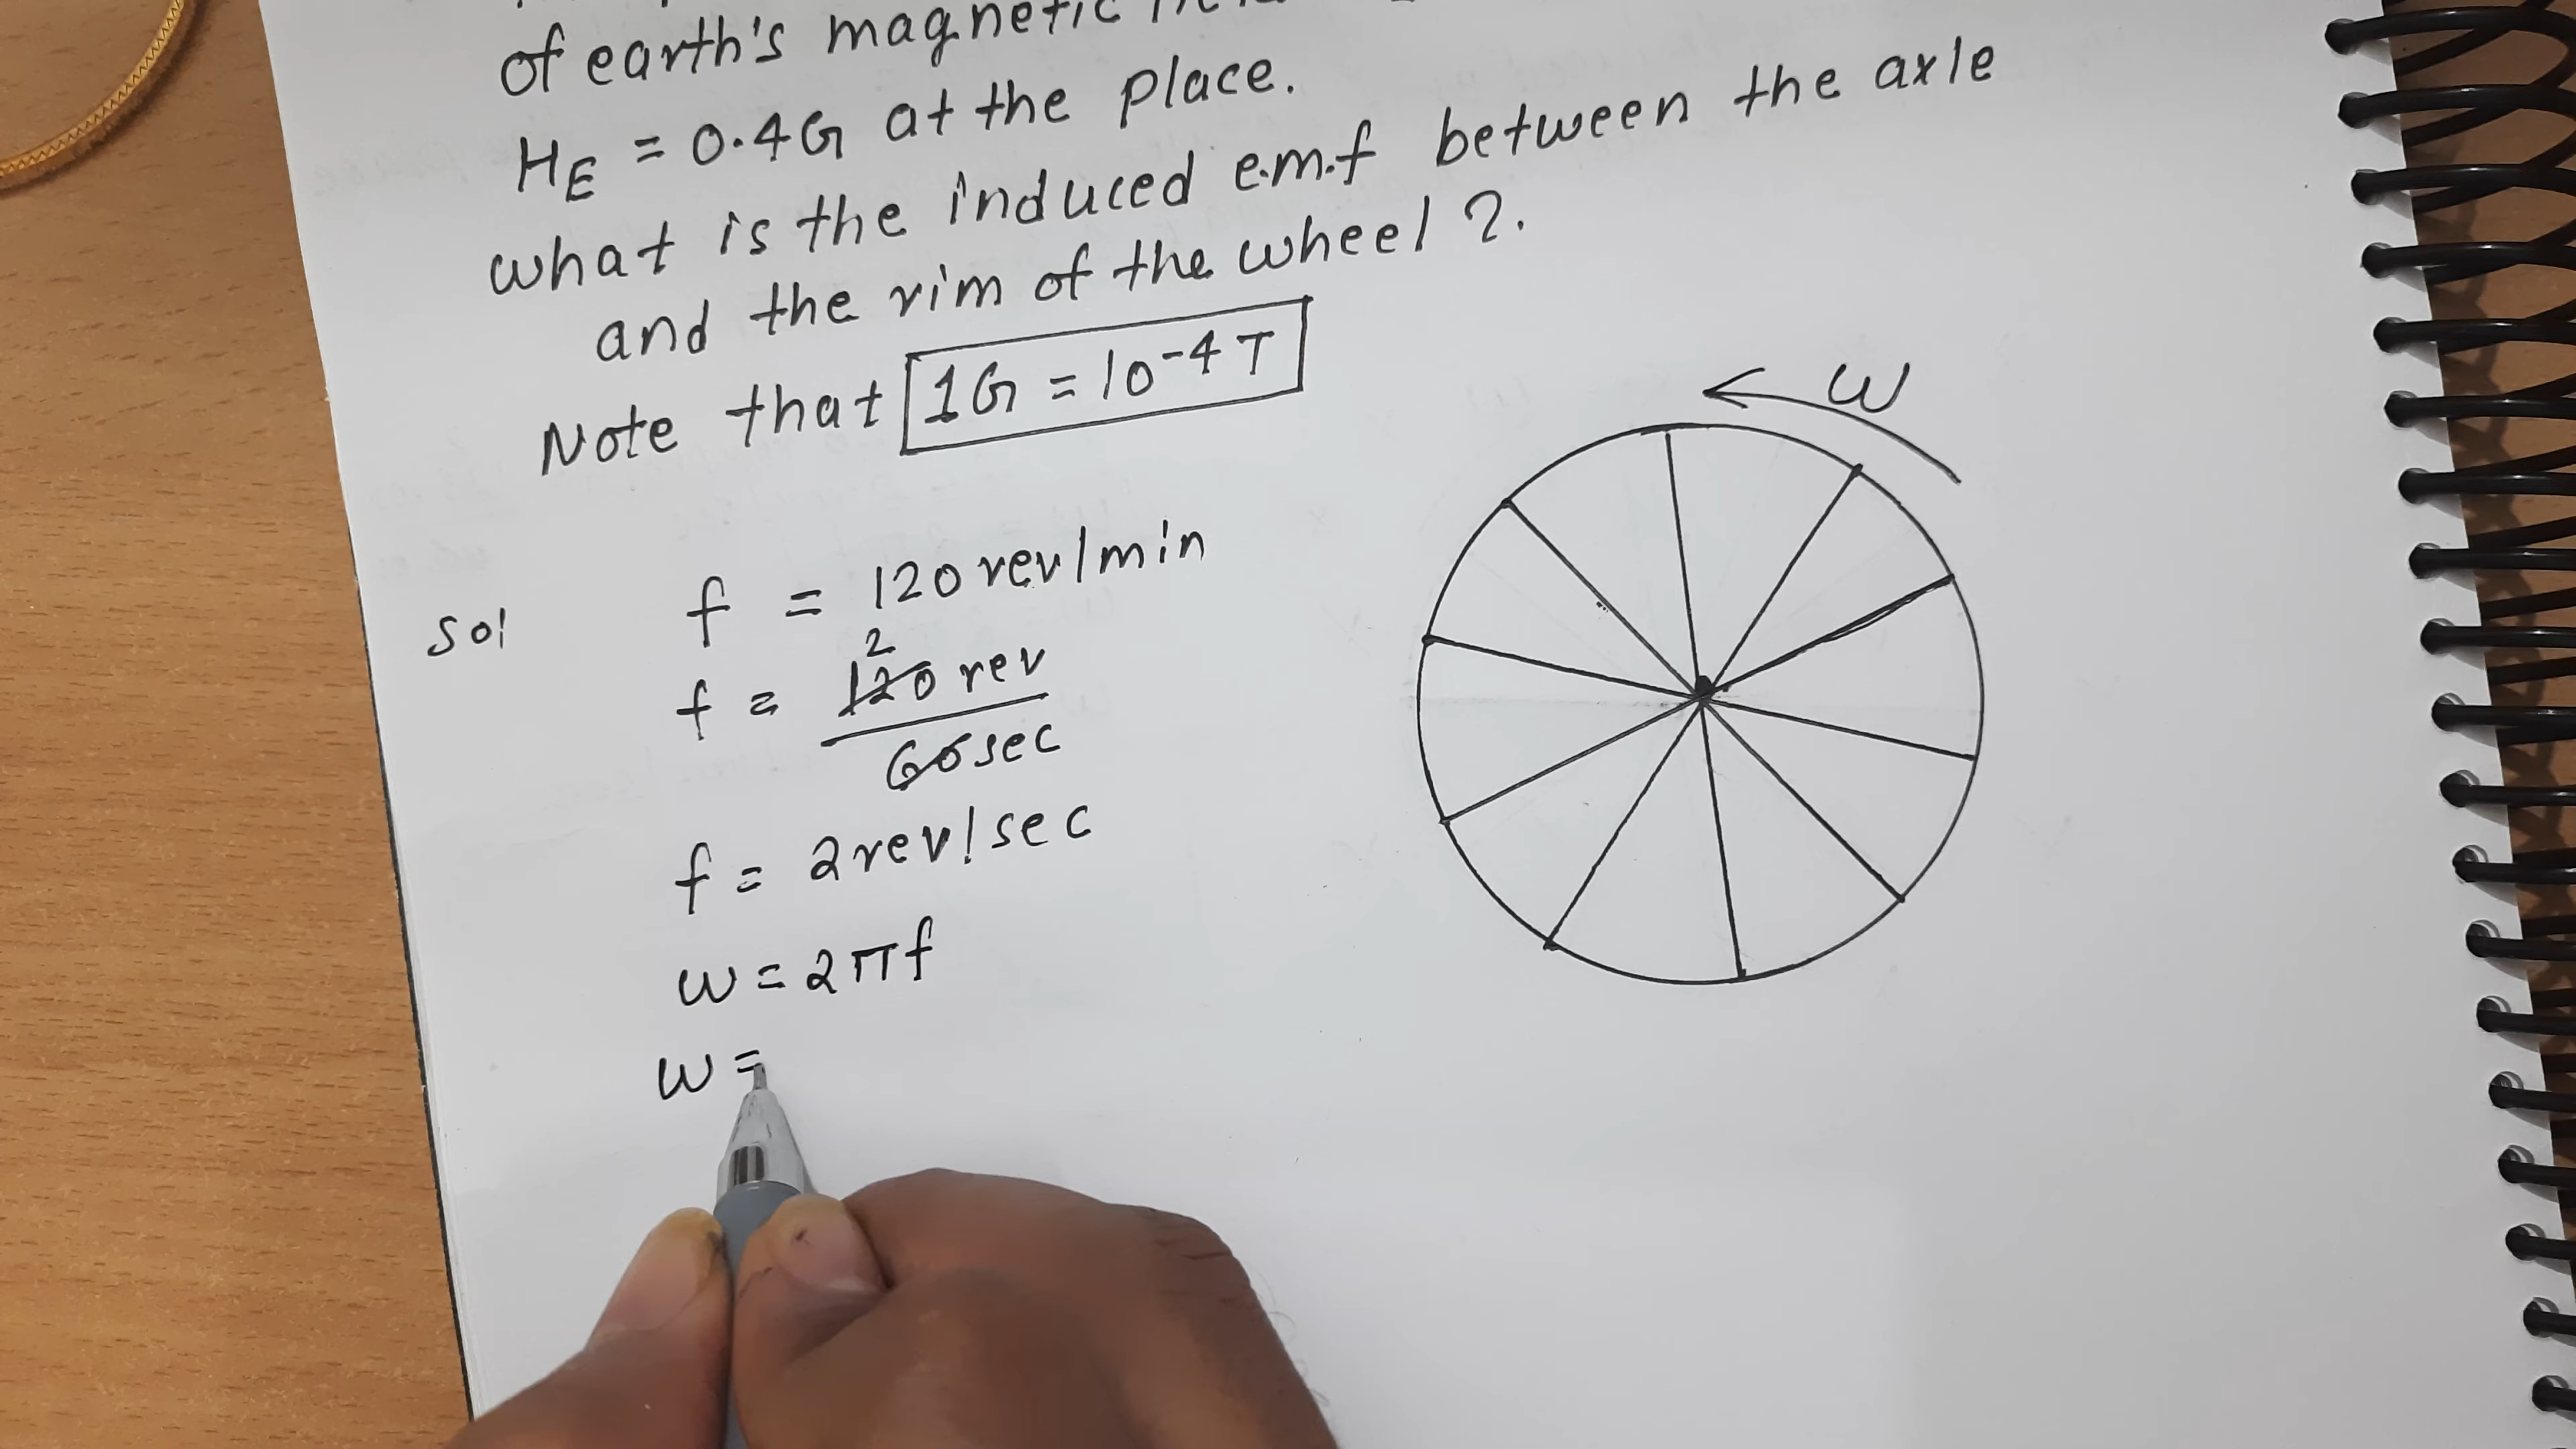 of earth's magnetic
H_E = 0.4G at the place.
what is the induced e.m.f between the axle
and the rim of the wheel ?.
Note that 1G = 10⁻⁴ T
ω
Sol f = 120 rev/min
2
f = 120 rev
60 sec
f = 2 rev/sec
ω = 2πf
ω =